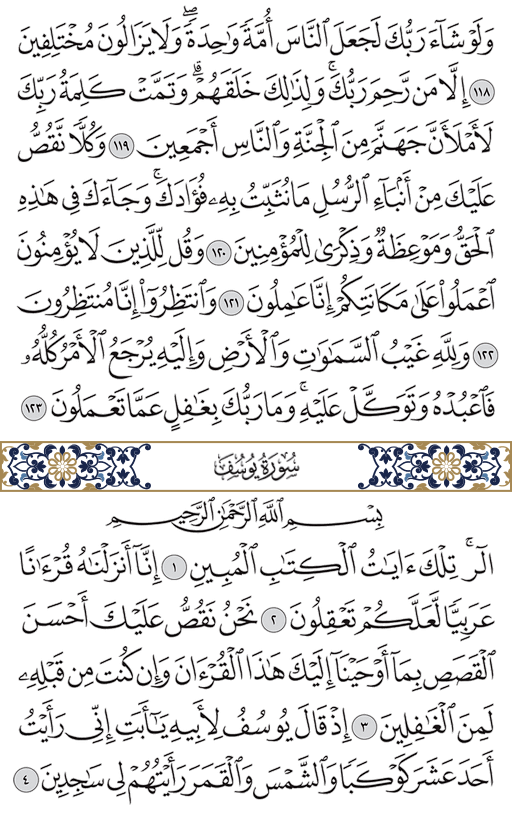 وَلَوۡ شَآءَ رَبُّكَ لَجَعَلَ ٱلنَّاسَ أُمَّةٗ وَٰحِدَةٗۖ وَلَا يَزَالُونَ مُخۡتَلِفِينَ
١١٨ إِلَّا مَن رَّحِمَ رَبُّكَۚ وَلِذَٰلِكَ خَلَقَهُمۡۗ وَتَمَّتۡ كَلِمَةُ رَبِّكَ
لَأَمۡلَأَنَّ جَهَنَّمَ مِنَ ٱلۡجِنَّةِ وَٱلنَّاسِ أَجۡمَعِينَ ١١٩ وَكُلّٗا نَّقُصُّ
عَلَيۡكَ مِنۡ أَنۢبَآءِ ٱلرُّسُلِ مَا نُثَبِّتُ بِهِۦ فُؤَادَكَۚ وَجَآءَكَ فِي هَٰذِهِ
ٱلۡحَقُّ وَمَوۡعِظَةٞ وَذِكۡرَىٰ لِلۡمُؤۡمِنِينَ ١٢٠ وَقُل لِّلَّذِينَ لَا يُؤۡمِنُونَ
ٱعۡمَلُواْ عَلَىٰ مَكَانَتِكُمۡ إِنَّا عَٰمِلُونَ ١٢١ وَٱنتَظِرُوٓاْ إِنَّا مُنتَظِرُونَ
١٢٢ وَلِلَّهِ غَيۡبُ ٱلسَّمَٰوَٰتِ وَٱلۡأَرۡضِ وَإِلَيۡهِ يُرۡجَعُ ٱلۡأَمۡرُ كُلُّهُۥ
فَٱعۡبُدۡهُ وَتَوَكَّلۡ عَلَيۡهِۚ وَمَا رَبُّكَ بِغَٰفِلٍ عَمَّا تَعۡمَلُونَ ١٢٣
سُورَةُ يُوسُفَ
بِسۡمِ ٱللَّهِ ٱلرَّحۡمَٰنِ ٱلرَّحِيمِ
الٓرۚ تِلۡكَ ءَايَٰتُ ٱلۡكِتَٰبِ ٱلۡمُبِينِ ١ إِنَّآ أَنزَلۡنَٰهُ قُرۡءَٰنًا
عَرَبِيّٗا لَّعَلَّكُمۡ تَعۡقِلُونَ ٢ نَحۡنُ نَقُصُّ عَلَيۡكَ أَحۡسَنَ
ٱلۡقَصَصِ بِمَآ أَوۡحَيۡنَآ إِلَيۡكَ هَٰذَا ٱلۡقُرۡءَانَ وَإِن كُنتَ مِن قَبۡلِهِۦ
لَمِنَ ٱلۡغَٰفِلِينَ ٣ إِذۡ قَالَ يُوسُفُ لِأَبِيهِ يَٰٓأَبَتِ إِنِّي رَأَيۡتُ
أَحَدَ عَشَرَ كَوۡكَبٗا وَٱلشَّمۡسَ وَٱلۡقَمَرَ رَأَيۡتُهُمۡ لِي سَٰجِدِينَ ٤